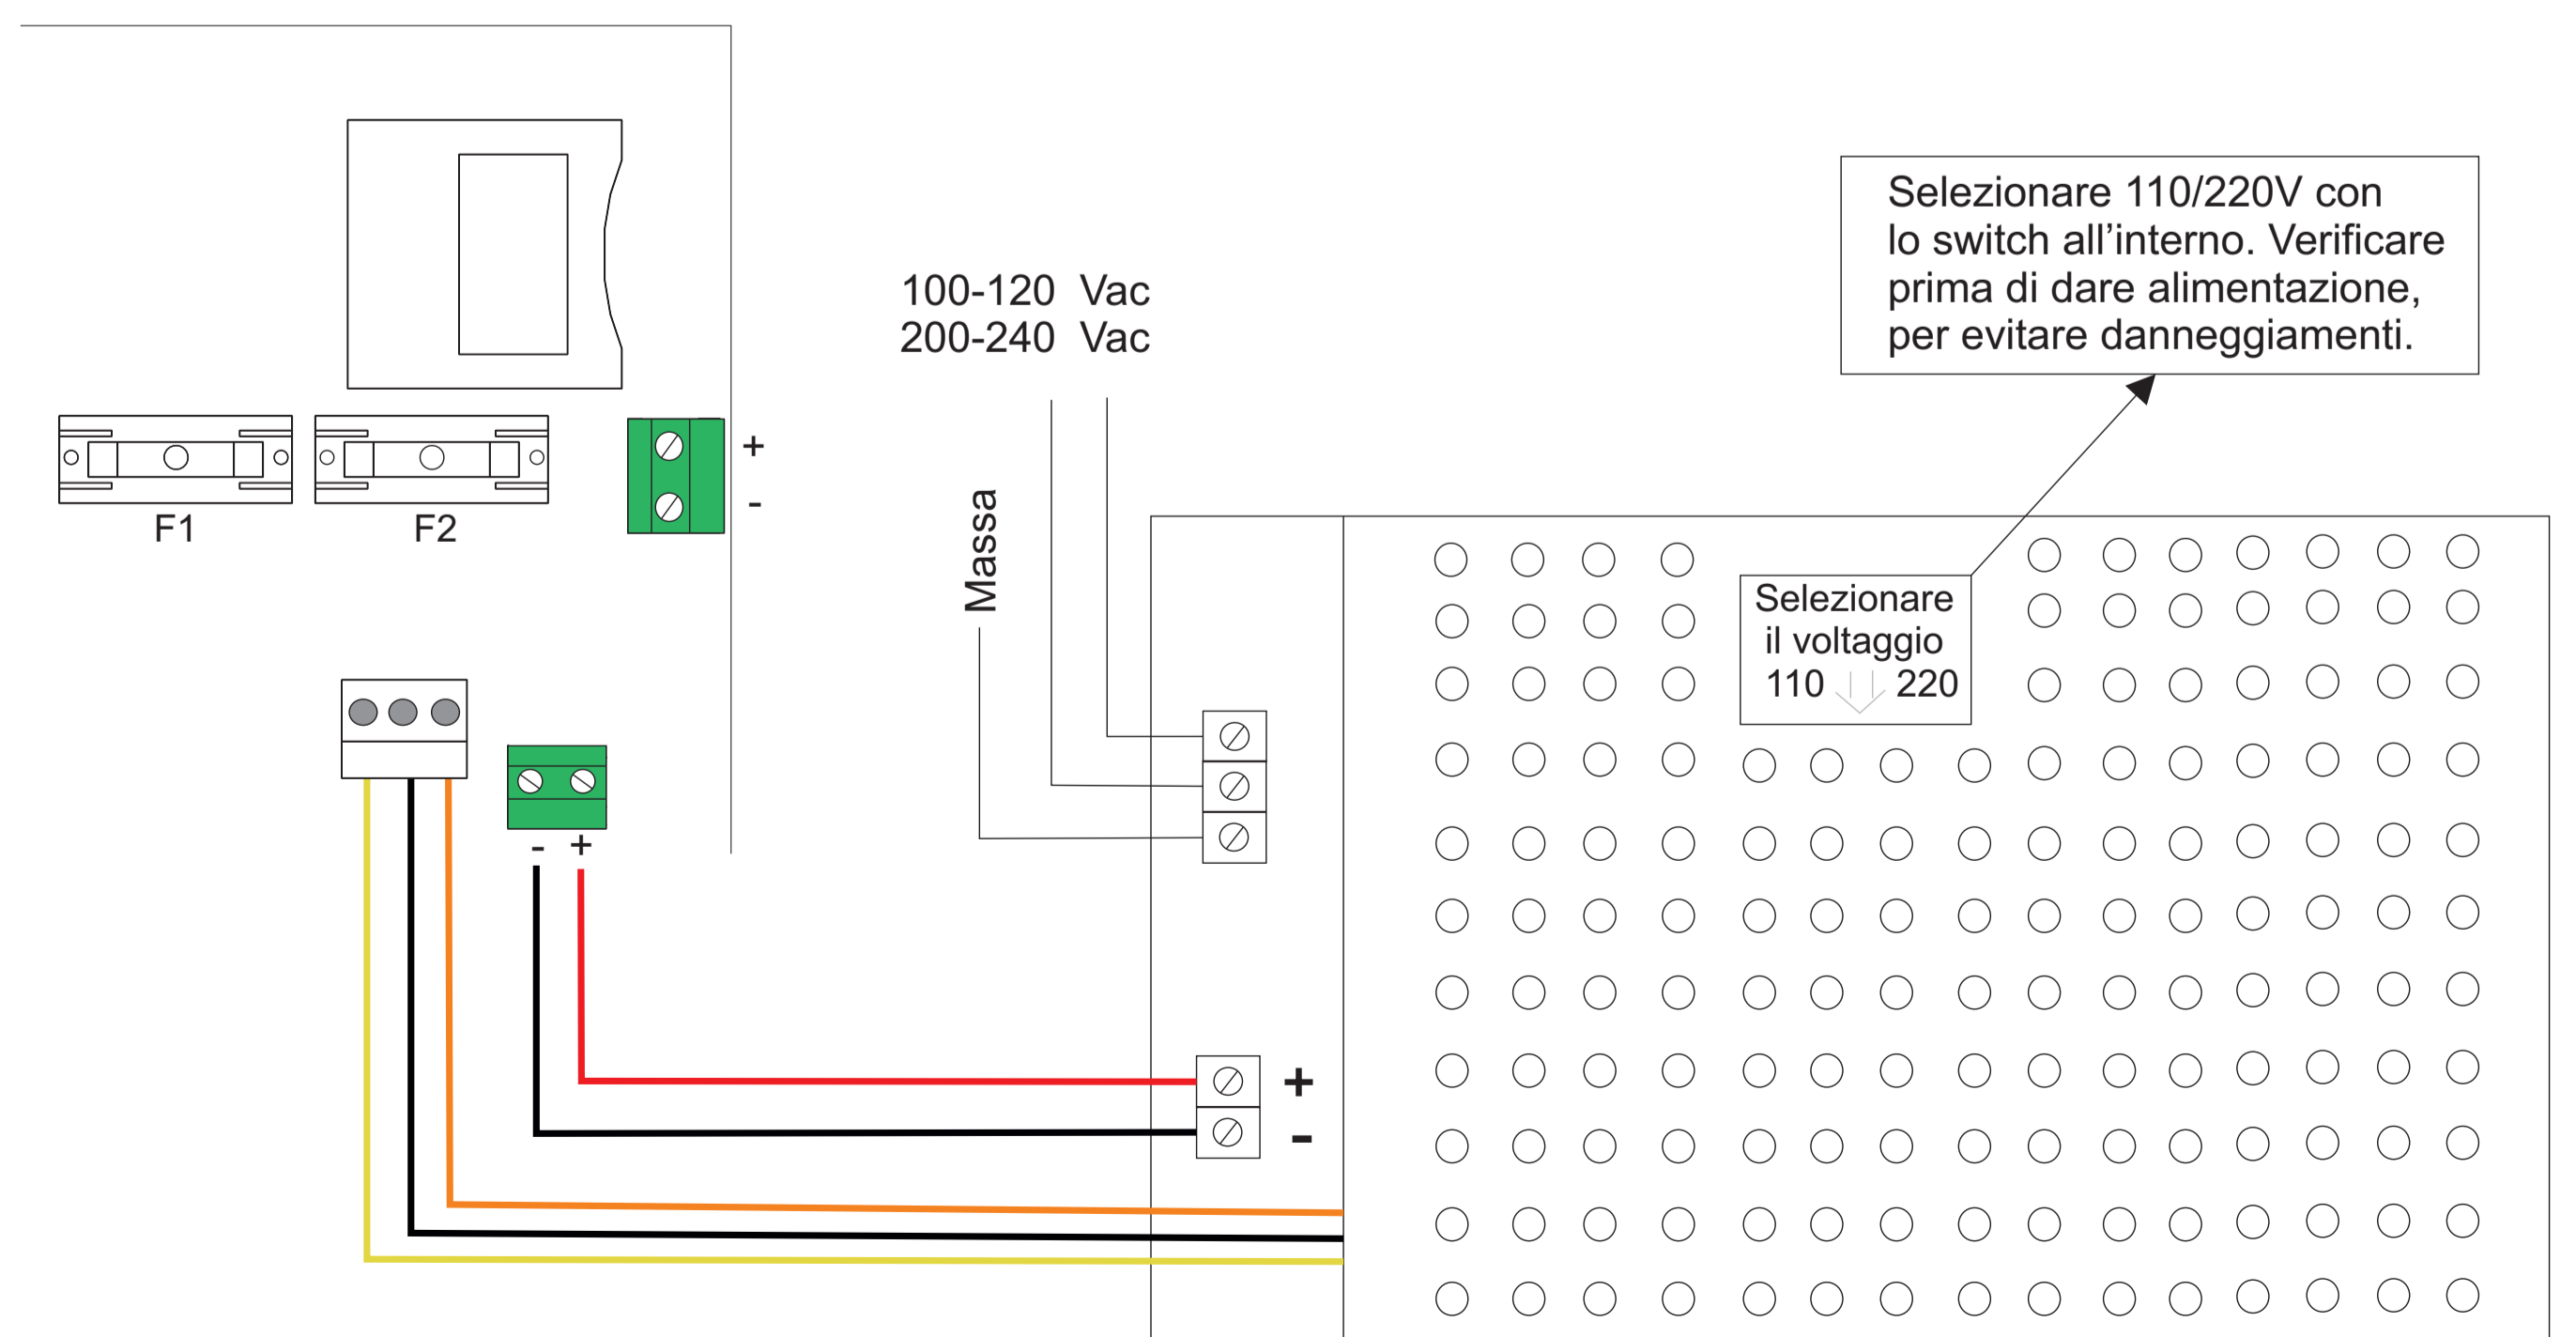 Selezionare 110/220V con
lo switch all’interno. Verificare
prima di dare alimentazione,
per evitare danneggiamenti.
100-120 Vac
200-240 Vac
+
-
F1
F2
Massa
Selezionare
il voltaggio
110 220
- +
+
-